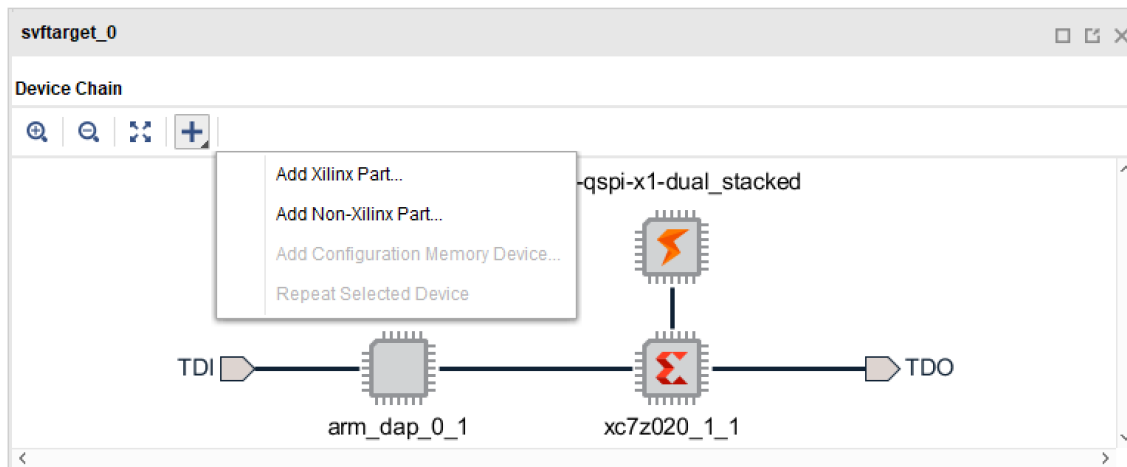 svftarget_0
Device Chain
Add Xilinx Part...
Add Non-Xilinx Part...
Add Configuration Memory Device...
Repeat Selected Device
-qspi-x1-dual_stacked
TDI
TDO
arm_dap_0_1
xc7z020_1_1